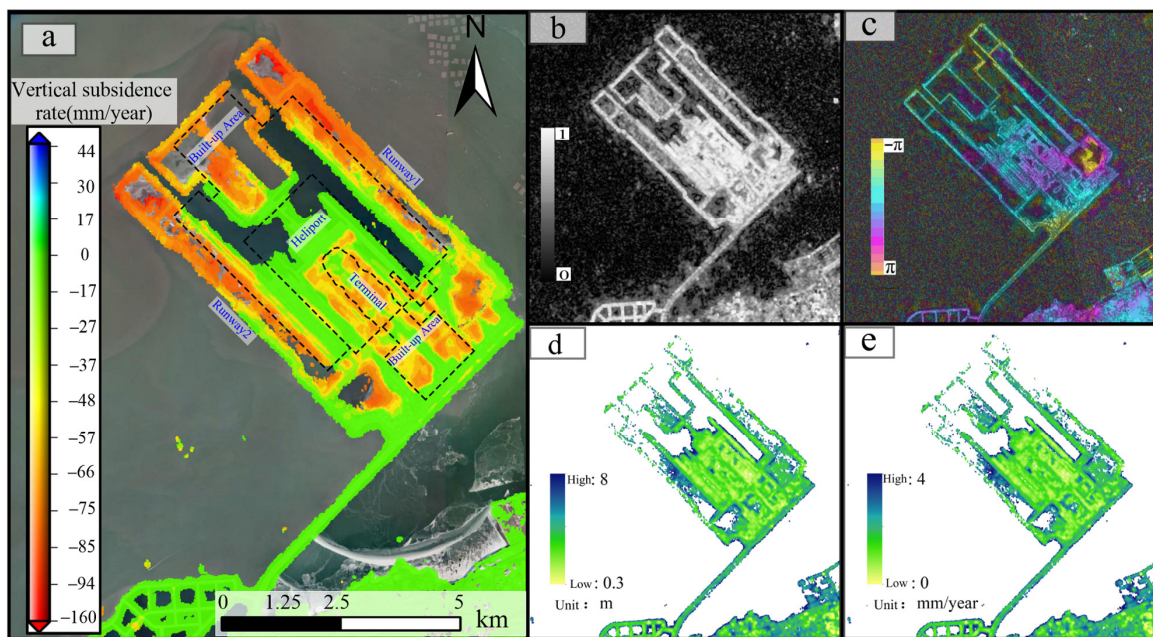 a
N
Vertical subsidence
rate(mm/year)
44
30
17
0
−17
−27
−38
−47
−57
−66
−75
−85
−94
−160
Built-up Area
Runway1
Heliport
Terminal
Runway2
Built-up Area
0 1.25 2.5 5
km
b
1
0
c
-π
π
d
High: 8
Low: 0.3
Unit : m
e
High: 4
Low: 0
Unit : mm/year